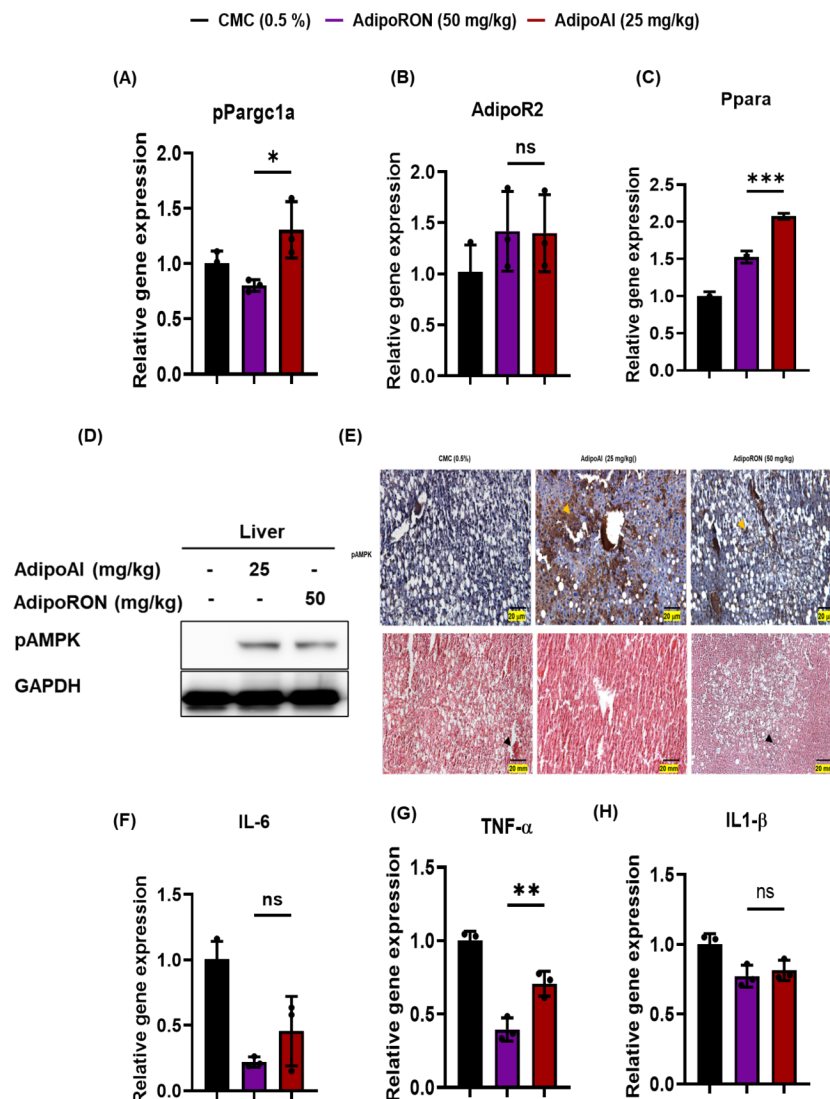 CMC (0.5 %) AdipoRON (50 mg/kg) AdipoAI (25 mg/kg)
(A)
pPargc1a
Relative gene expression
2.0
1.5
1.0
0.5
0.0
*
(B)
AdipoR2
Relative gene expression
2.0
1.5
1.0
0.5
0.0
ns
(C)
Ppara
Relative gene expression
2.5
2.0
1.5
1.0
0.5
0.0
***
(D)
Liver
AdipoAI (mg/kg) - 25 -
AdipoRON (mg/kg) - - 50
pAMPK
GAPDH
(E)
CMC (0.5%) AdipoAI (25 mg/kg() AdipoRON (50 mg/kg)
pAMPK
20 µm 20 µm 20 µm
20 mm 20 mm 20 mm
(F)
IL-6
Relative gene expression
1.5
1.0
0.5
0.0
ns
(G)
TNF-α
Relative gene expression
1.5
1.0
0.5
0.0
**
(H)
IL1-β
Relative gene expression
1.5
1.0
0.5
0.0
ns